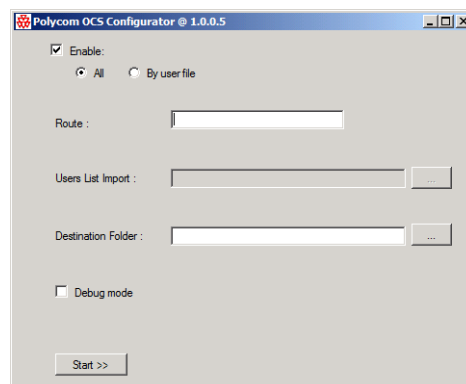 Polycom OCS Configurator @ 1.0.0.5
Enable:
All By user file
Route :
Users List Import : ...
Destination Folder : ...
Debug mode
Start >>